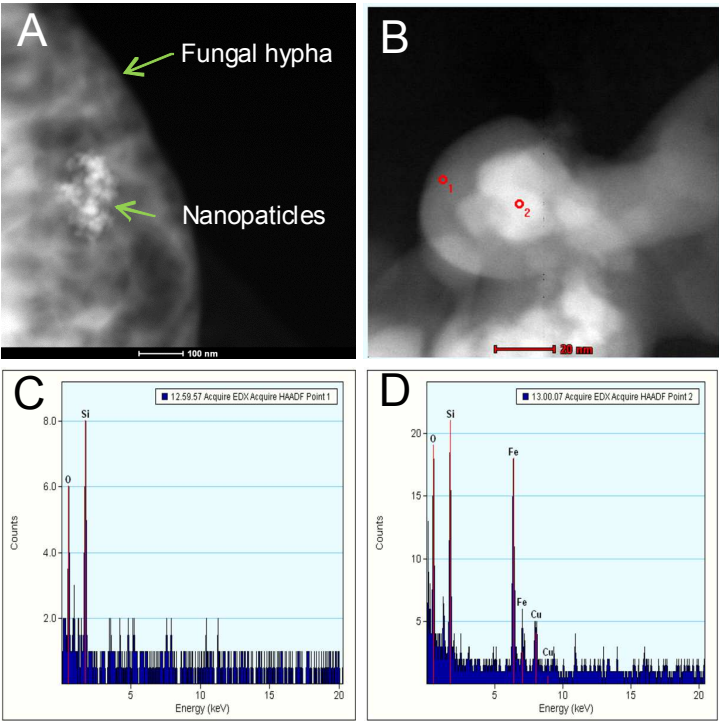 A
Fungal hypha
Nanopaticles
100 nm
B
1
2
20 nm
C
12.59.57 Acquire EDX Acquire HAADF Point 1
Si
O
8.0
6.0
4.0
2.0
Counts
5
10
15
20
Energy (keV)
D
13.00.07 Acquire EDX Acquire HAADF Point 2
Si
O
Fe
Fe
Cu
Cu
20
15
10
5
Counts
5
10
15
20
Energy (keV)